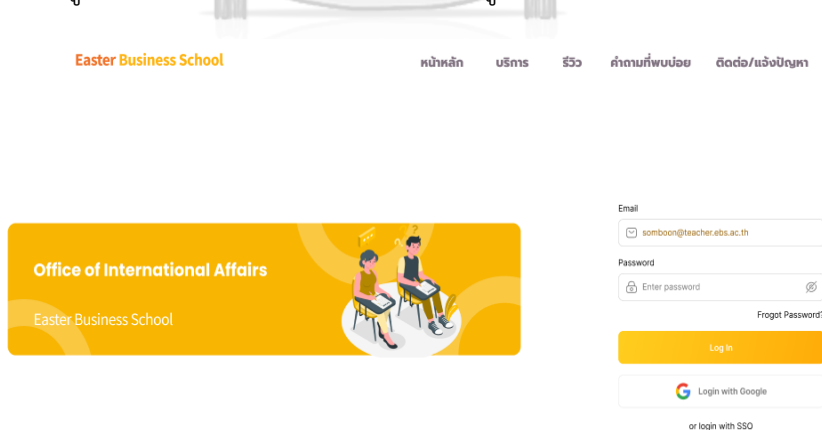 Easter Business School
หน้าหลัก บริการ รีวิว คำถามที่พบบ่อย ติดต่อ/แจ้งปัญหา
Office of International Affairs
Easter Business School
Email
somboon@teacher.ebs.ac.th
Password
Enter password
Frogot Password?
Log In
Login with Google
or login with SSO